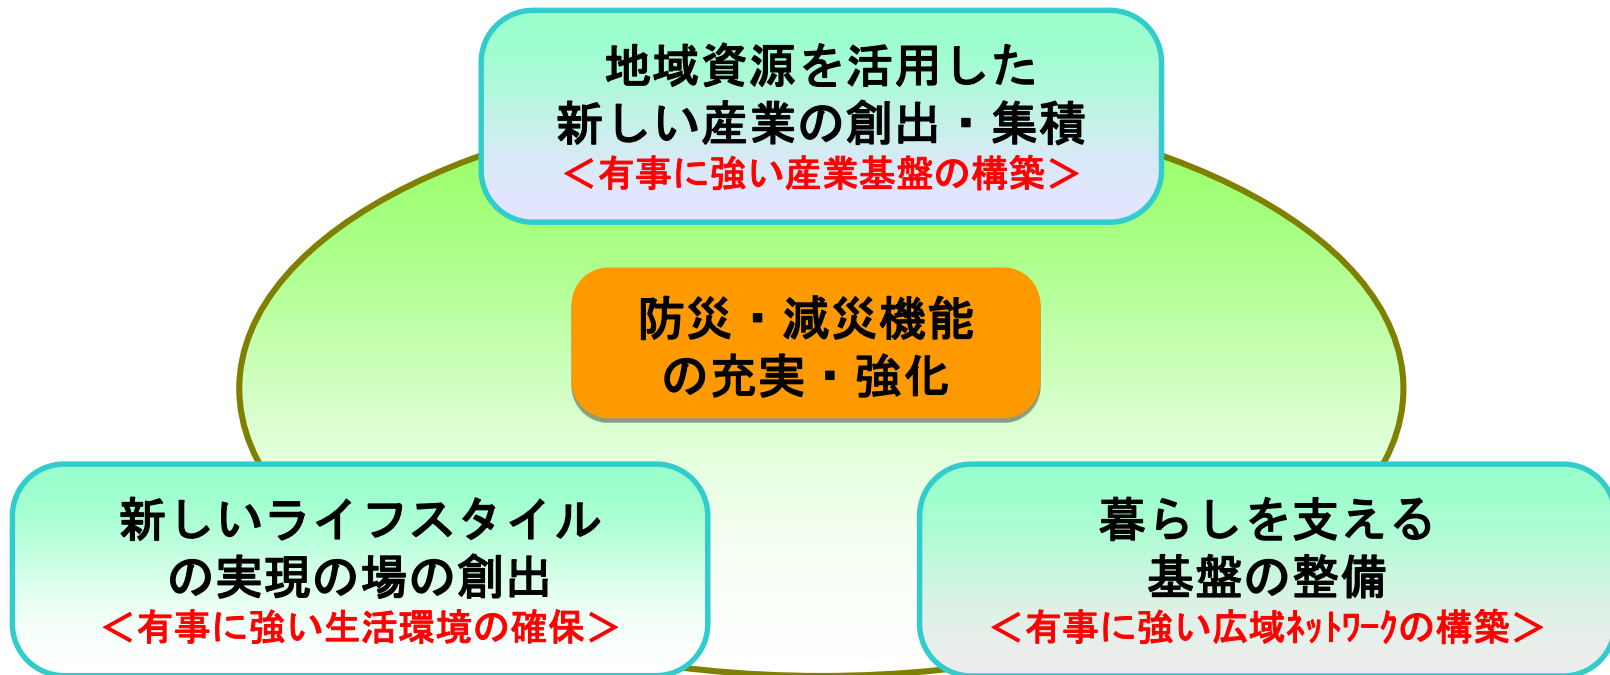 地域資源を活用した
新しい産業の創出・集積
＜有事に強い産業基盤の構築＞
防災・減災機能
の充実・強化
新しいライフスタイル
の実現の場の創出
＜有事に強い生活環境の確保＞
暮らしを支える
基盤の整備
＜有事に強い広域ﾈｯﾄﾜｰｸの構築＞